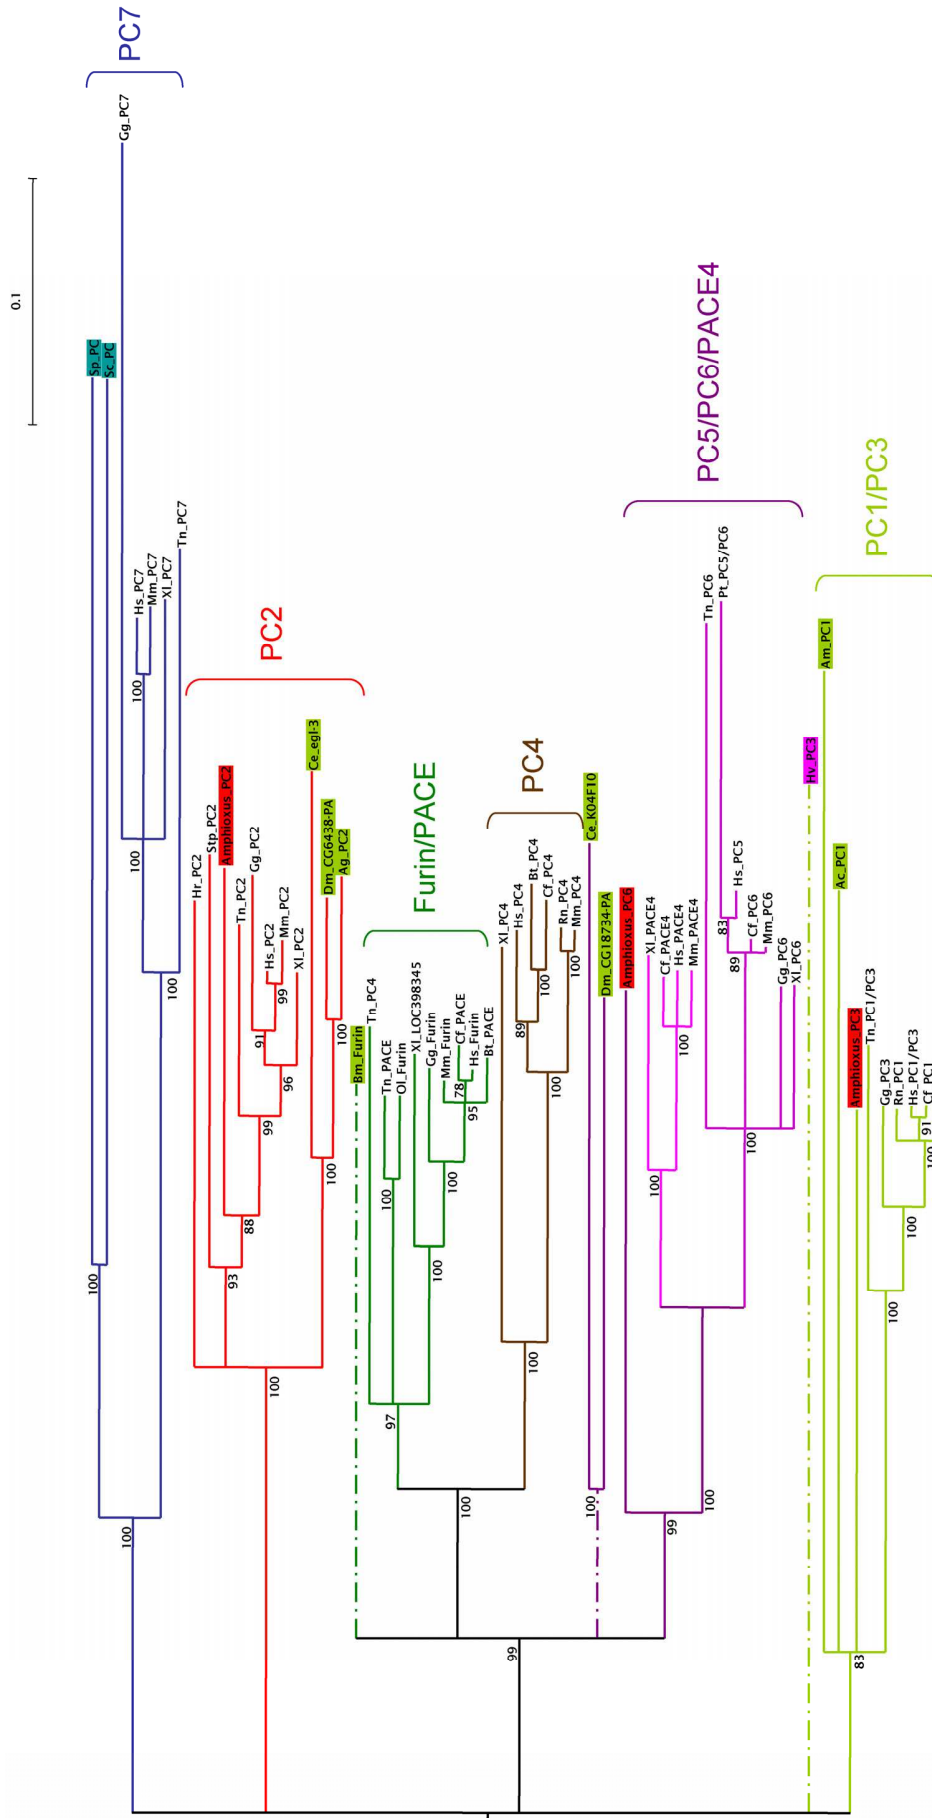 0.1
PC7
Sp_PC
Sc_PC
Gg_PC7
Hs_PC7
Mm_PC7
Xl_PC7
Tn_PC7
100
100
100
100
100
PC2
Hr_PC2
Stp_PC2
Amphioxus_PC2
Tn_PC2
Gg_PC2
Hs_PC2
Mm_PC2
Xl_PC2
Ce_egl-3
Dm_CG6438-PA
Ag_PC2
100
93
88
99
91
99
96
100
100
Furin/PACE
Bm_Furin
Tn_PC4
Tn_PACE
Ol_Furin
Xl_LOC398345
Gg_Furin
Mm_Furin
Cf_PACE
Hs_Furin
Bt_PACE
97
100
100
100
78
95
100
99
PC4
Xl_PC4
Hs_PC4
Bt_PC4
Cf_PC4
Rn_PC4
Mm_PC4
100
89
100
100
100
Ce_K04F10
Dm_CG18734-PA
100
PC5/PC6/PACE4
Amphioxus_PC6
Xl_PACE4
Cf_PACE4
Hs_PACE4
Mm_PACE4
Tn_PC6
Pt_PC5/PC6
Hs_PC5
Cf_PC6
Mm_PC6
Gg_PC6
Xl_PC6
99
100
100
100
100
83
89
Hv_PC3
PC1/PC3
Am_PC1
Ac_PC1
Amphioxus_PC3
Tn_PC1/PC3
Gg_PC3
Rn_PC1
Hs_PC1/PC3
Cf_PC1
83
100
100
91
100